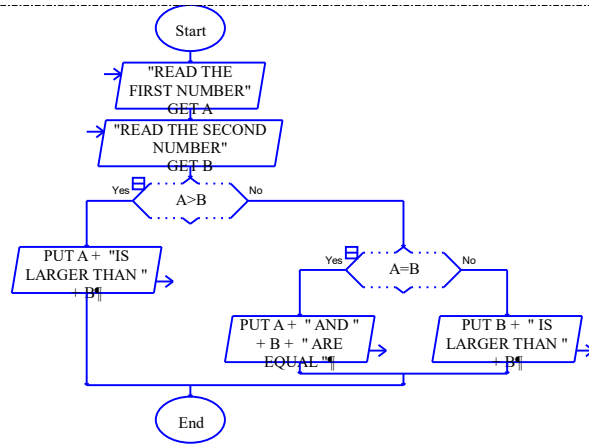 Start
"READ THE
FIRST NUMBER"
GET A
"READ THE SECOND
NUMBER"
GET B
Yes
A>B
No
PUT A + "IS
LARGER THAN "
+ B¶
Yes
A=B
No
PUT A + " AND "
+ B + " ARE
EQUAL "¶
PUT B + " IS
LARGER THAN "
+ B¶
End